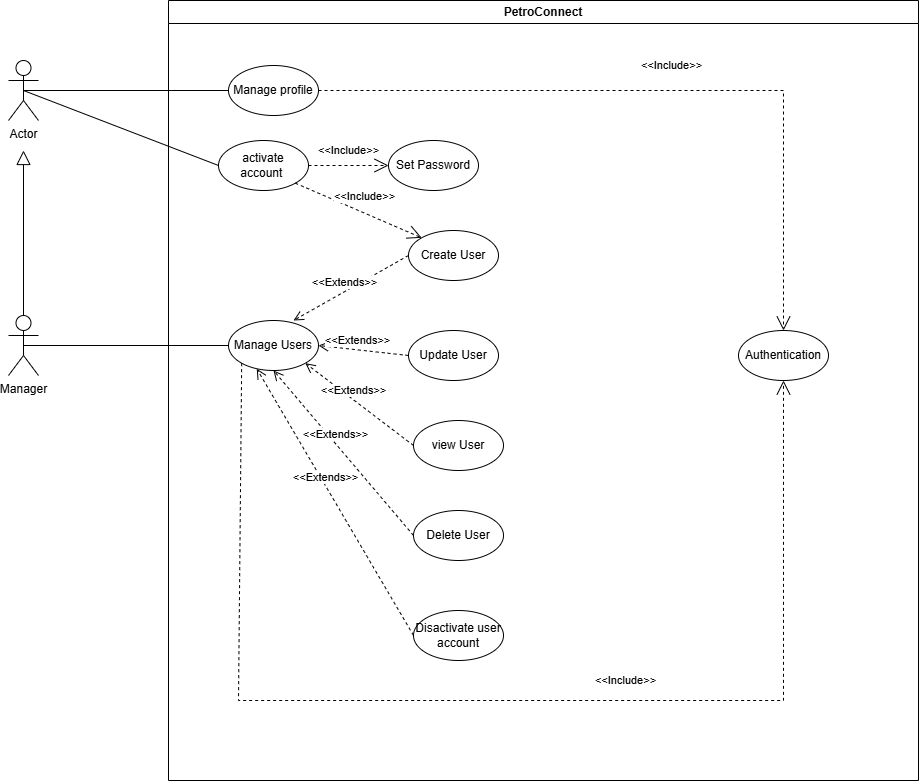 PetroConnect
<<Include>>
Manage profile
Actor
activate
account
<<Include>>
Set Password
<<Include>>
Create User
<<Extends>>
Manage Users
<<Extends>>
Update User
Authentication
Manager
<<Extends>>
view User
<<Extends>>
<<Extends>>
Delete User
Disactivate user
account
<<Include>>